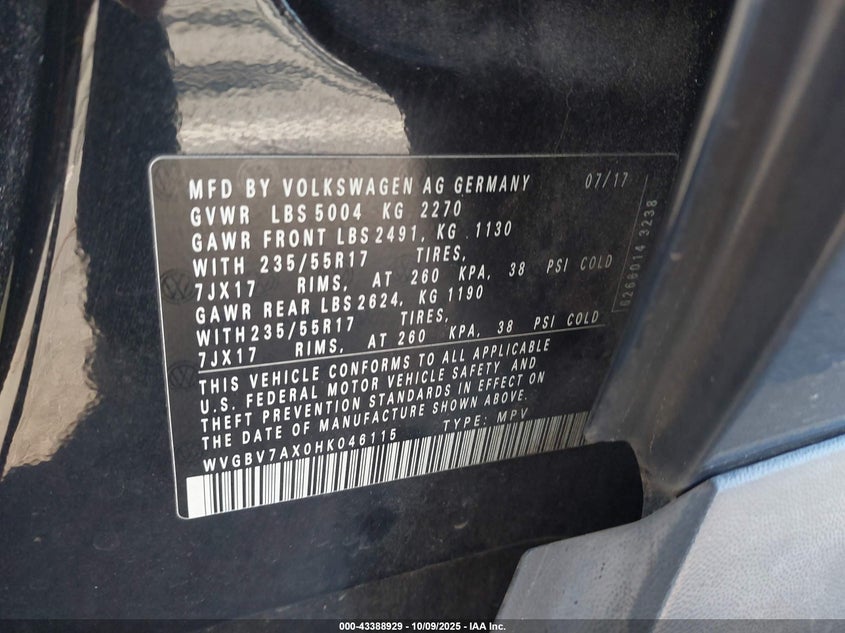 MFD BY VOLKSWAGEN AG GERMANY 07/17
GVWR LBS 5004 KG 2270
GAWR FRONT LBS 2491, KG 1130
WITH 235/55R17 TIRES,
7JX17 RIMS, AT 260 KPA, 38 PSI COLD
GAWR REAR LBS 2624, KG 1190
WITH 235/55R17 TIRES,
7JX17 RIMS, AT 260 KPA, 38 PSI COLD
THIS VEHICLE CONFORMS TO ALL APPLICABLE
U.S. FEDERAL MOTOR VEHICLE SAFETY AND
THEFT PREVENTION STANDARDS IN EFFECT ON
THE DATE OF MANUFACTURE SHOWN ABOVE.
WVGBV7AX0HK046115 TYPE: MPV
000-43388929 - 10/09/2025 - IAA Inc.